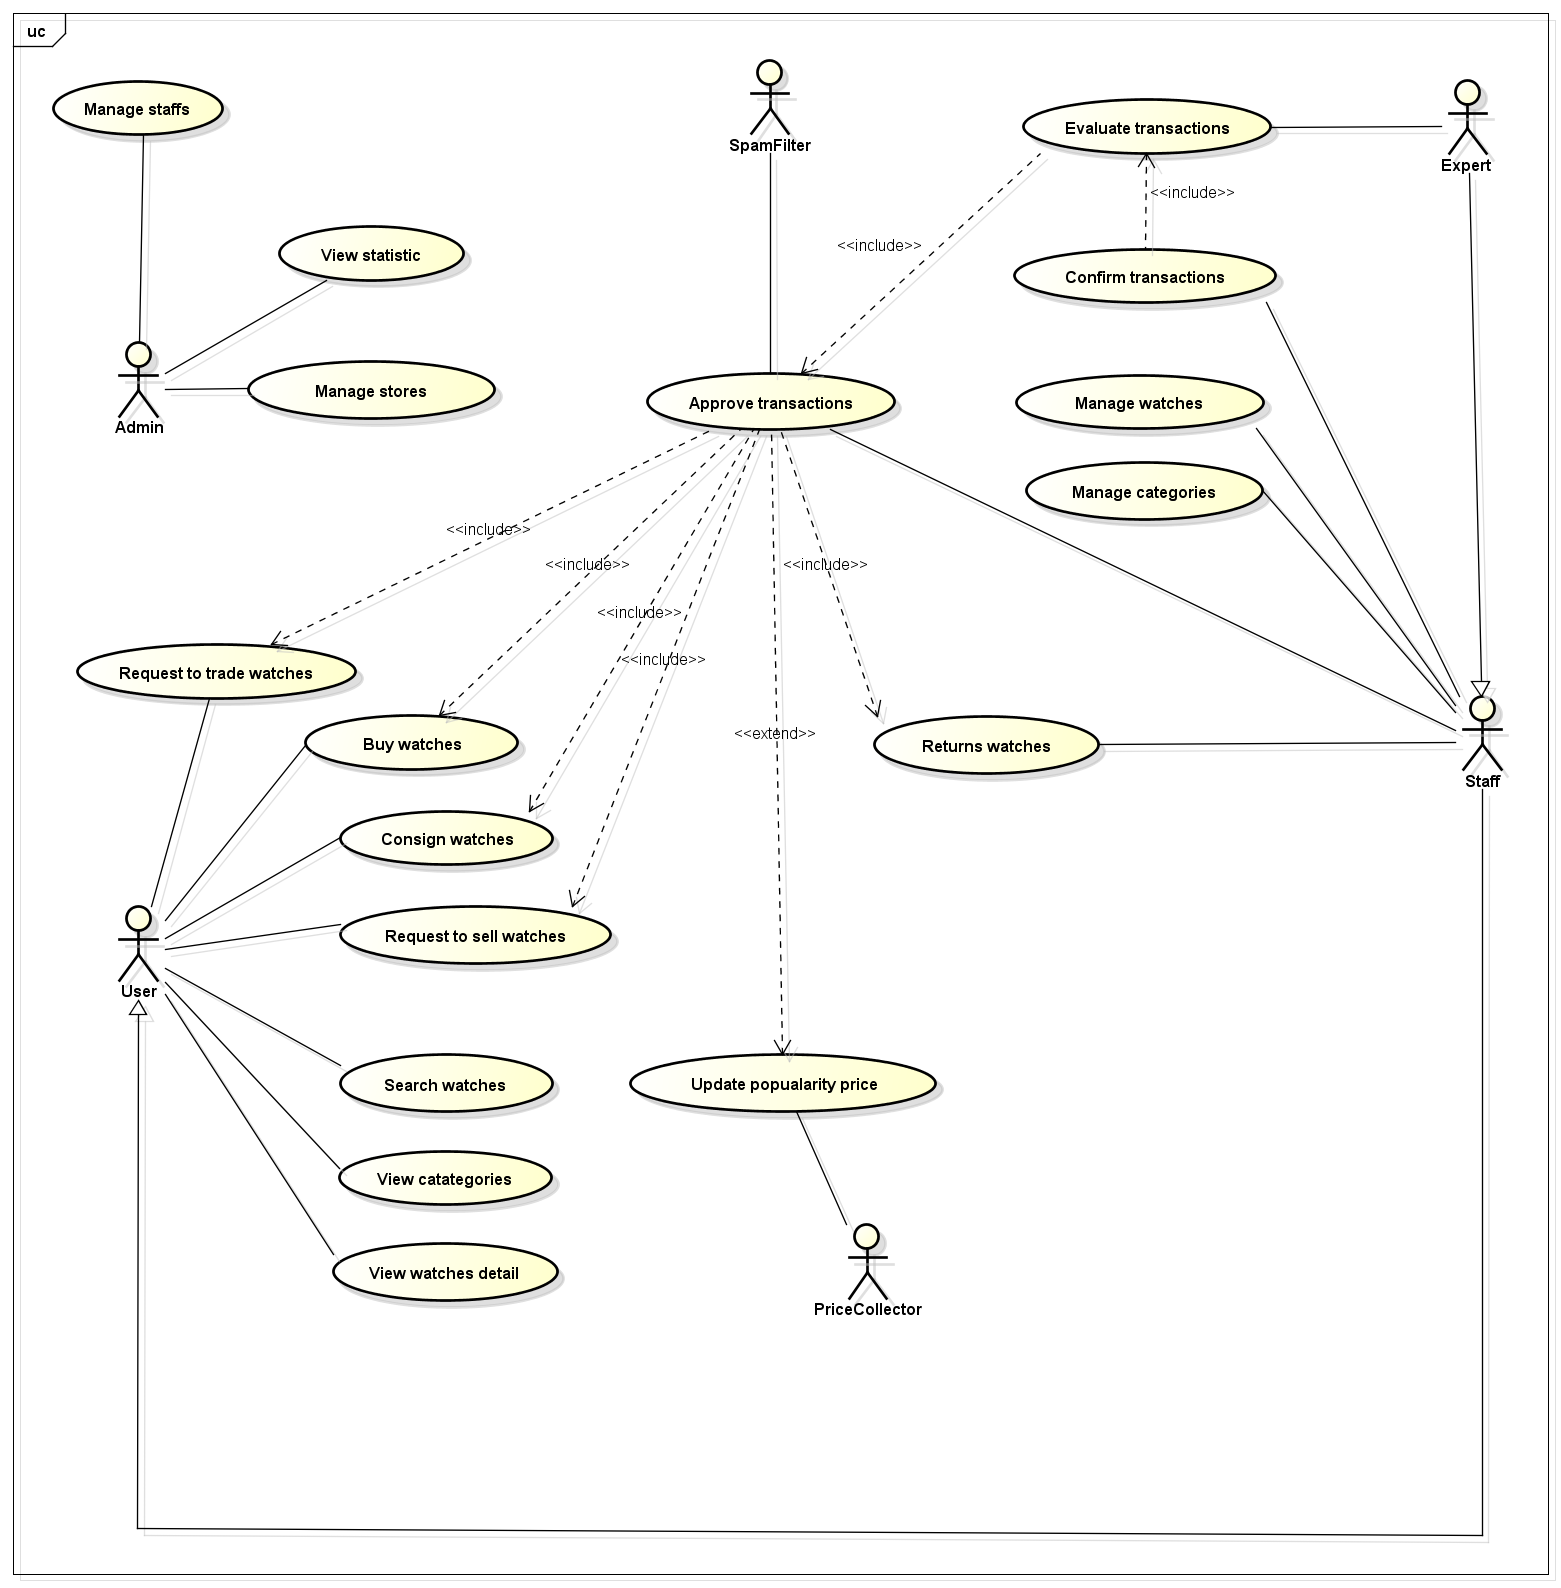 uc
Manage staffs
SpamFilter
Evaluate transactions
Expert
<<include>>
<<include>>
View statistic
Confirm transactions
Manage stores
Admin
Approve transactions
Manage watches
Manage categories
<<include>>
<<include>>
<<include>>
<<include>>
<<include>>
Request to trade watches
<<extend>>
Buy watches
Returns watches
Staff
Consign watches
Request to sell watches
User
Search watches
Update popualarity price
View catategories
View watches detail
PriceCollector